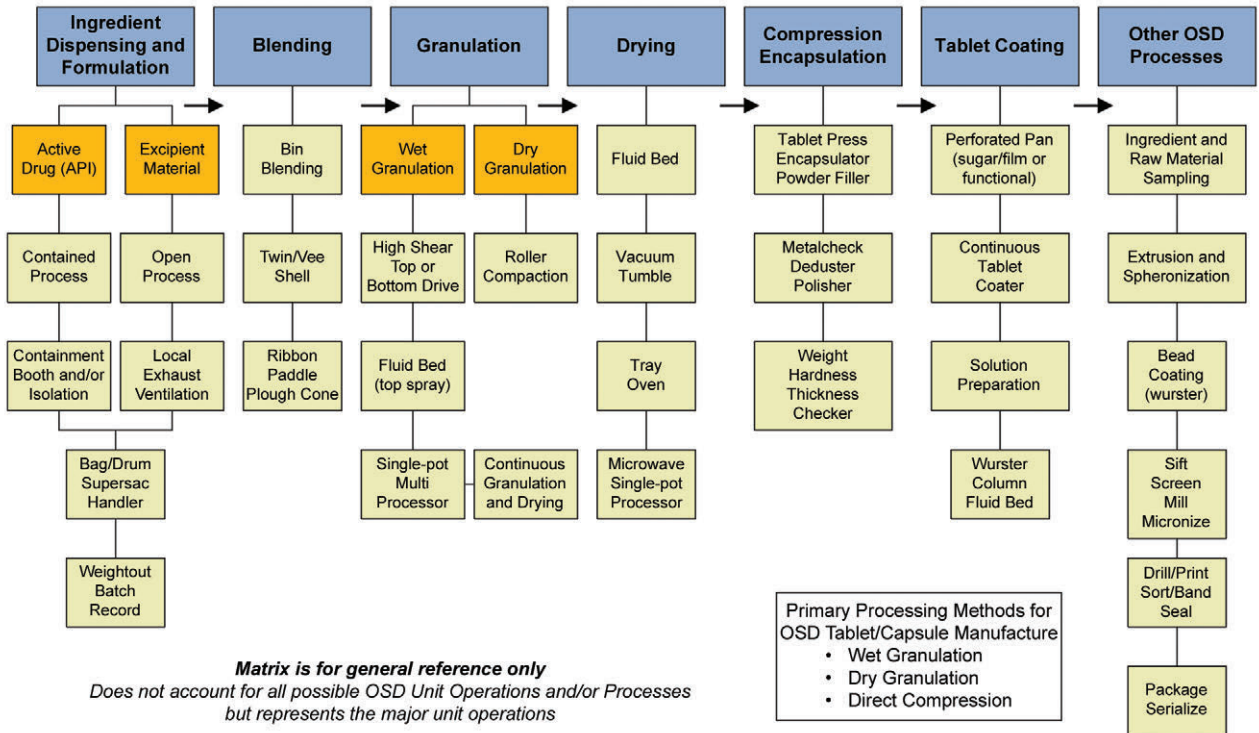 Ingredient
Dispensing and
Formulation
Blending
Granulation
Drying
Compression
Encapsulation
Tablet Coating
Other OSD
Processes
Active
Drug (API)
Excipient
Material
Bin
Blending
Wet
Granulation
Dry
Granulation
Fluid Bed
Tablet Press
Encapsulator
Powder Filler
Perforated Pan
(sugar/film or
functional)
Ingredient and
Raw Material
Sampling
Contained
Process
Open
Process
Twin/Vee
Shell
High Shear
Top or
Bottom Drive
Roller
Compaction
Vacuum
Tumble
Metalcheck
Deduster
Polisher
Continuous
Tablet
Coater
Extrusion and
Spheronization
Containment
Booth and/or
Isolation
Local
Exhaust
Ventilation
Ribbon
Paddle
Plough Cone
Fluid Bed
(top spray)
Tray
Oven
Weight
Hardness
Thickness
Checker
Solution
Preparation
Bead
Coating
(wurster)
Bag/Drum
Supersac
Handler
Single-pot
Multi
Processor
Continuous
Granulation
and Drying
Microwave
Single-pot
Processor
Wurster
Column
Fluid Bed
Sift
Screen
Mill
Micronize
Weightout
Batch
Record
Drill/Print
Sort/Band
Seal
Package
Serialize
Primary Processing Methods for
OSD Tablet/Capsule Manufacture
• Wet Granulation
• Dry Granulation
• Direct Compression
Matrix is for general reference only
Does not account for all possible OSD Unit Operations and/or Processes
but represents the major unit operations